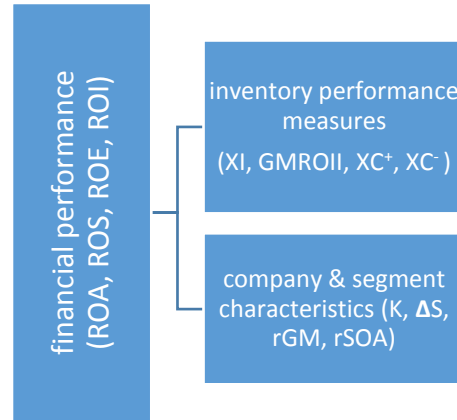 financial performance
(ROA, ROS, ROE, ROI)
inventory performance
measures
(XI, GMROII, XC⁺, XC⁻ )
company & segment
characteristics (K, ΔS,
rGM, rSOA)